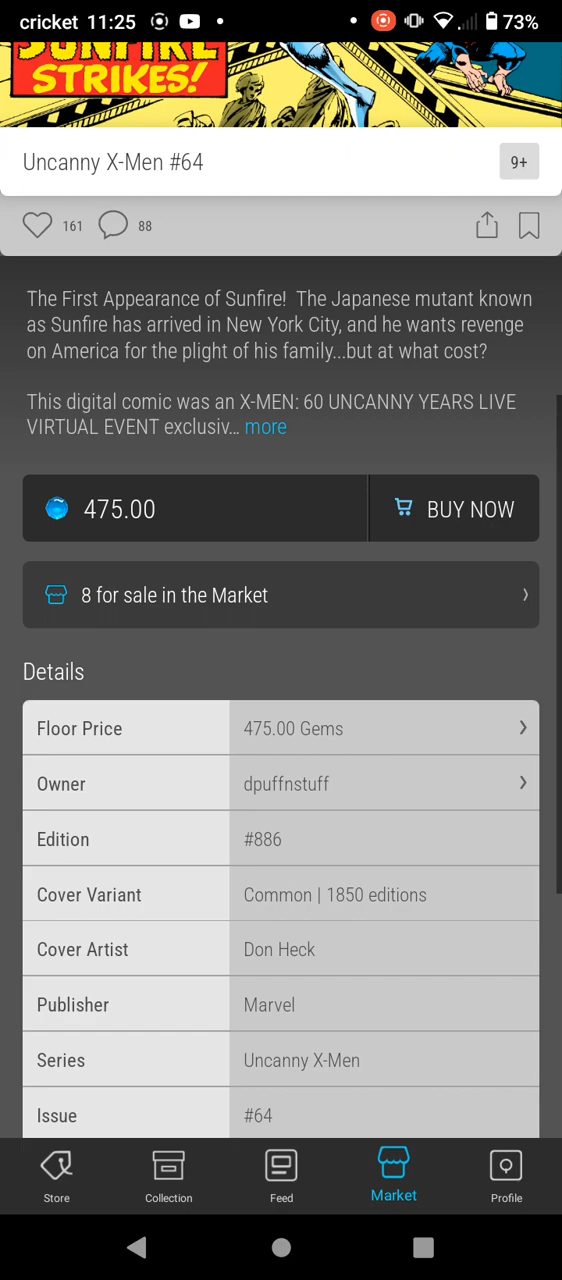 cricket 11:25 73%
SUNFIRE
STRIKES!
Uncanny X-Men #64 9+
161 88
The First Appearance of Sunfire! The Japanese mutant known
as Sunfire has arrived in New York City, and he wants revenge
on America for the plight of his family...but at what cost?
This digital comic was an X-MEN: 60 UNCANNY YEARS LIVE
VIRTUAL EVENT exclusiv... more
475.00 BUY NOW
8 for sale in the Market
Details
Floor Price 475.00 Gems
Owner dpuffnstuff
Edition #886
Cover Variant Common | 1850 editions
Cover Artist Don Heck
Publisher Marvel
Series Uncanny X-Men
Issue #64
Store Collection Feed Market Profile